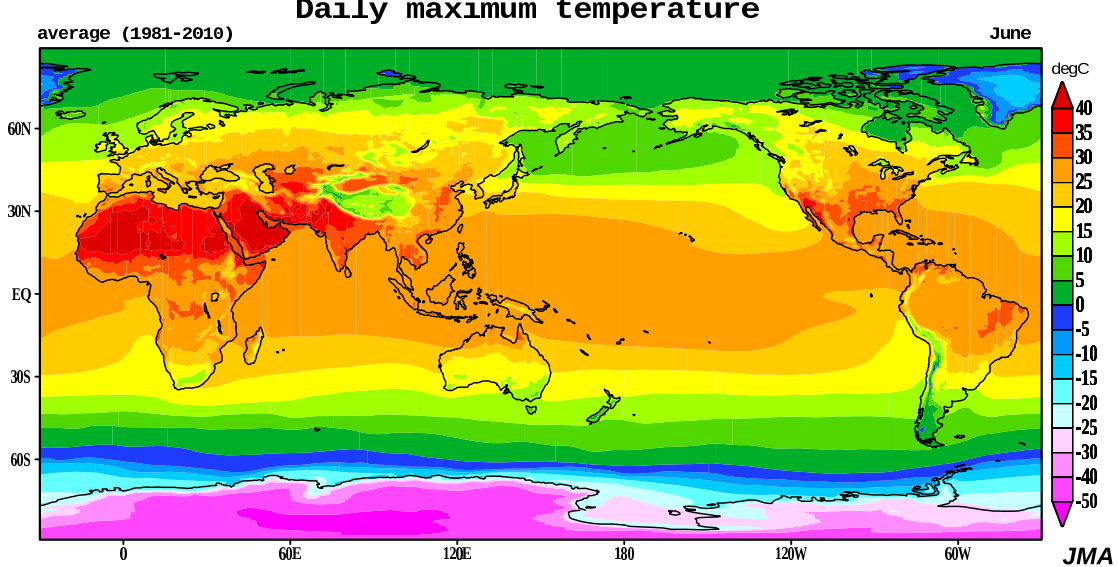 Daily maximum temperature
average (1981-2010)
June
degC
40
35
30
25
20
15
10
5
0
-5
-10
-15
-20
-25
-30
-40
-50
60N
30N
EQ
30S
60S
0
60E
120E
180
120W
60W
JMA